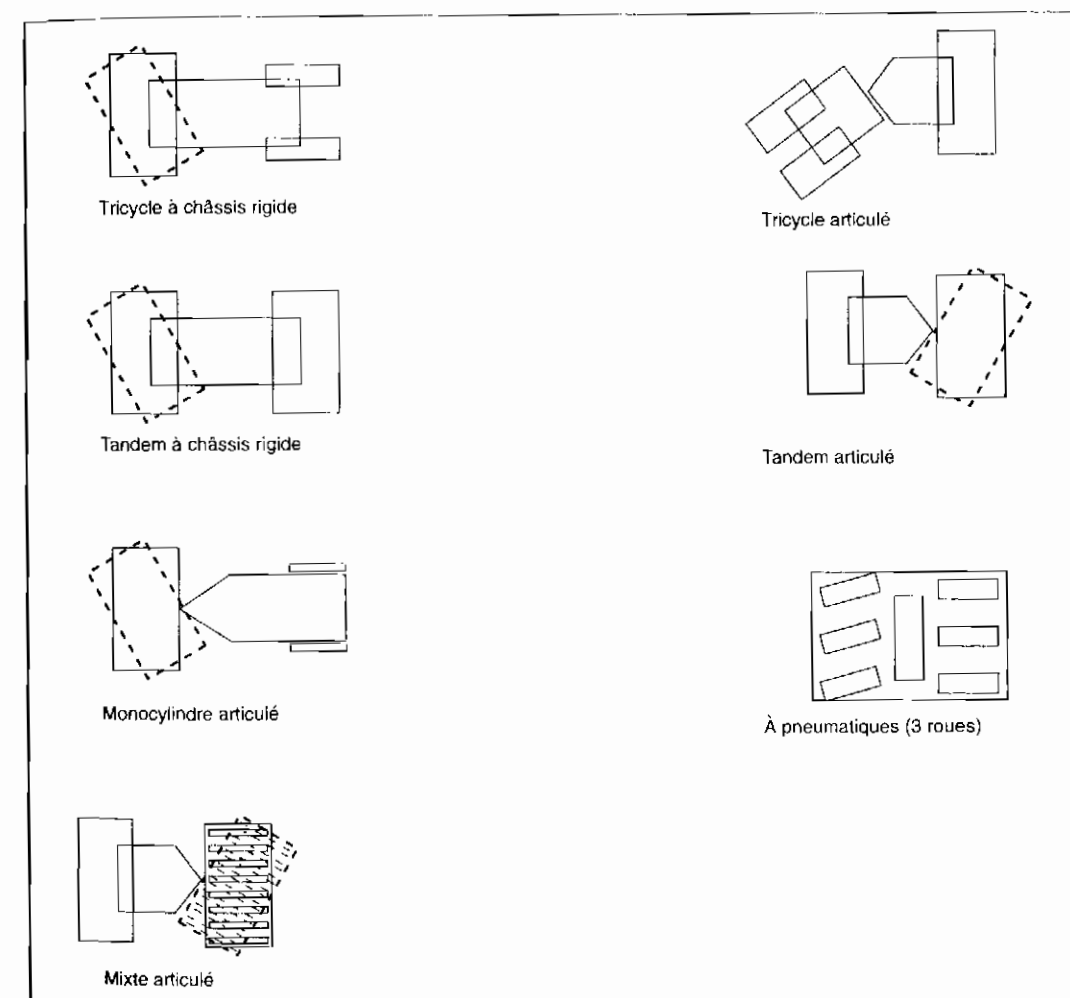 Tricycle à châssis rigide
Tricycle articulé
Tandem à châssis rigide
Tandem articulé
Monocylindre articulé
À pneumatiques (3 roues)
Mixte articulé